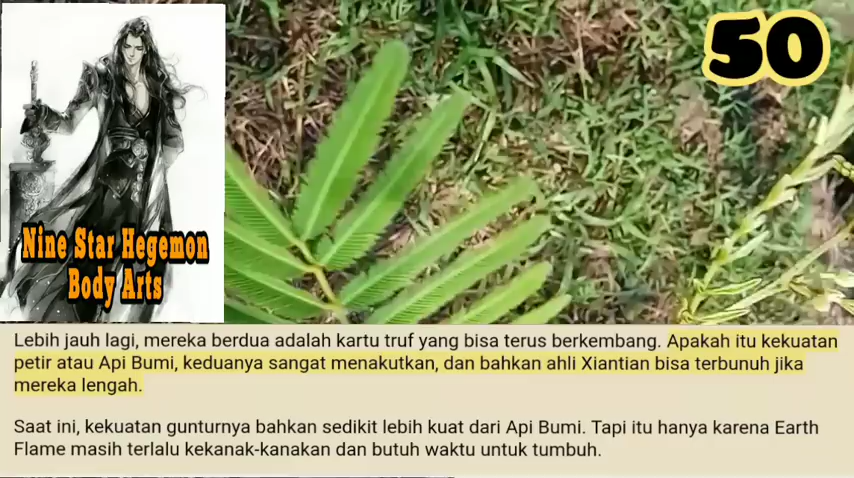 50
Nine Star Hegemon
Body Arts
Lebih jauh lagi, mereka berdua adalah kartu truf yang bisa terus berkembang. Apakah itu kekuatan
petir atau Api Bumi, keduanya sangat menakutkan, dan bahkan ahli Xiantian bisa terbunuh jika
mereka lengah.
Saat ini, kekuatan gunturnya bahkan sedikit lebih kuat dari Api Bumi. Tapi itu hanya karena Earth
Flame masih terlalu kekanak-kanakan dan butuh waktu untuk tumbuh.